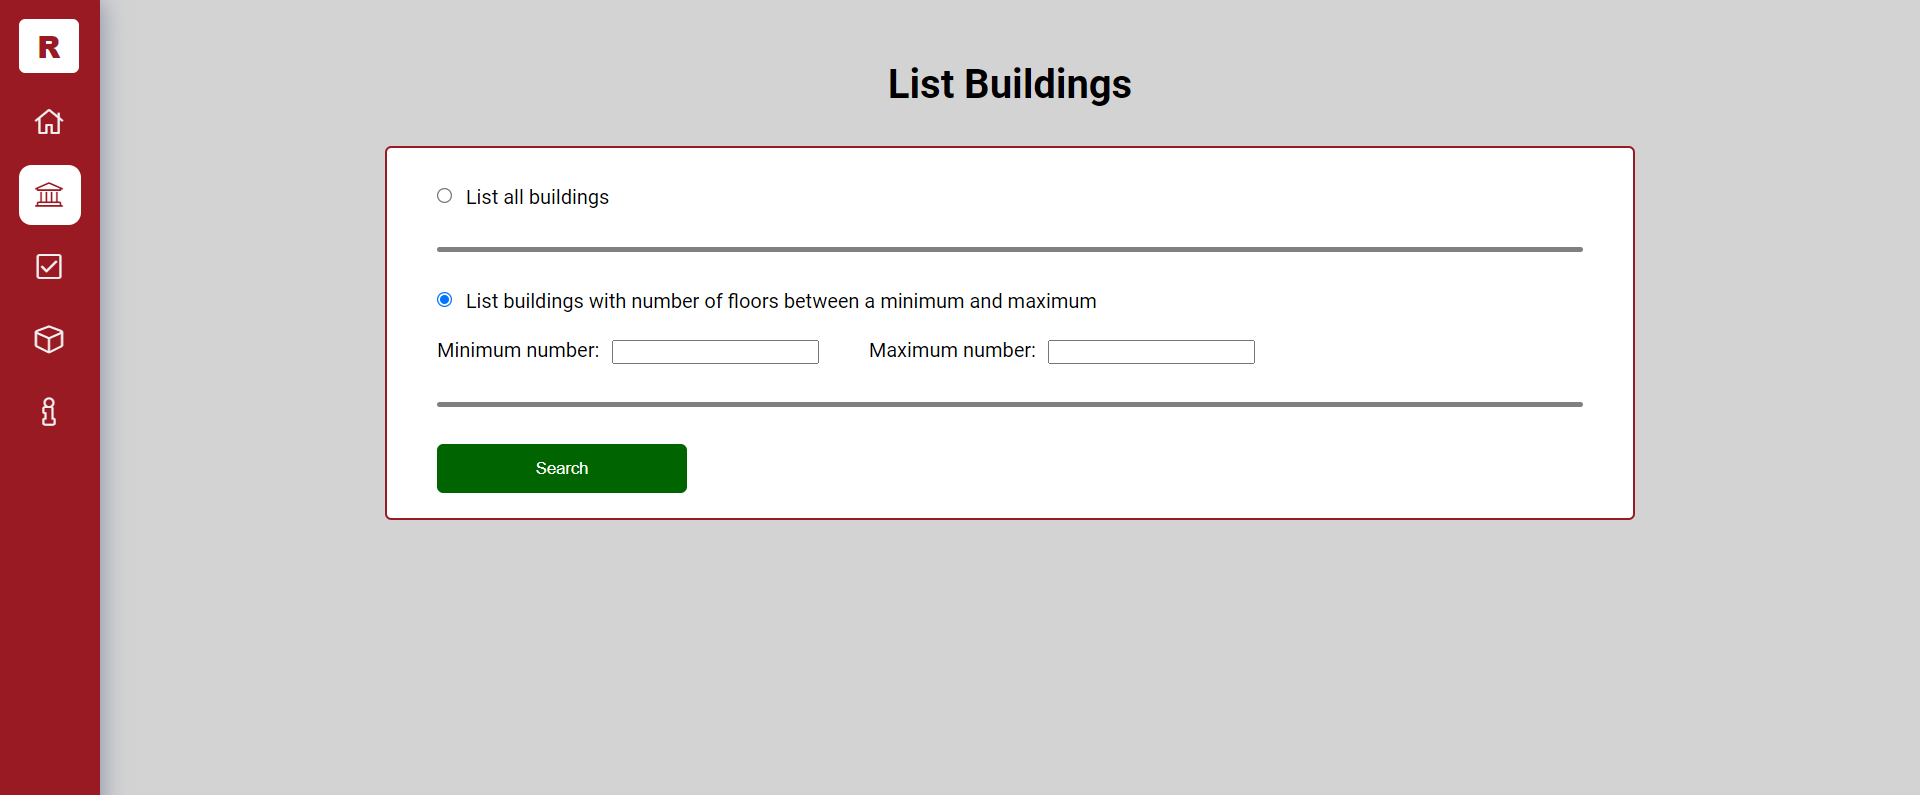 R
List Buildings
List all buildings
List buildings with number of floors between a minimum and maximum
Minimum number: Maximum number:
Search